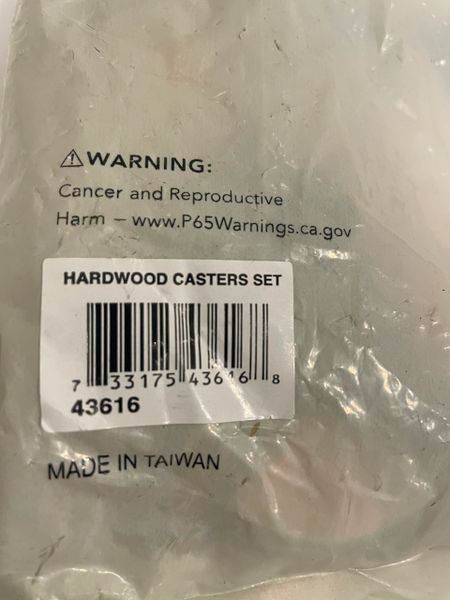 ⚠WARNING:
Cancer and Reproductive
Harm – www.P65Warnings.ca.gov
HARDWOOD CASTERS SET
7 33175 43616 8
43616
MADE IN TAIWAN